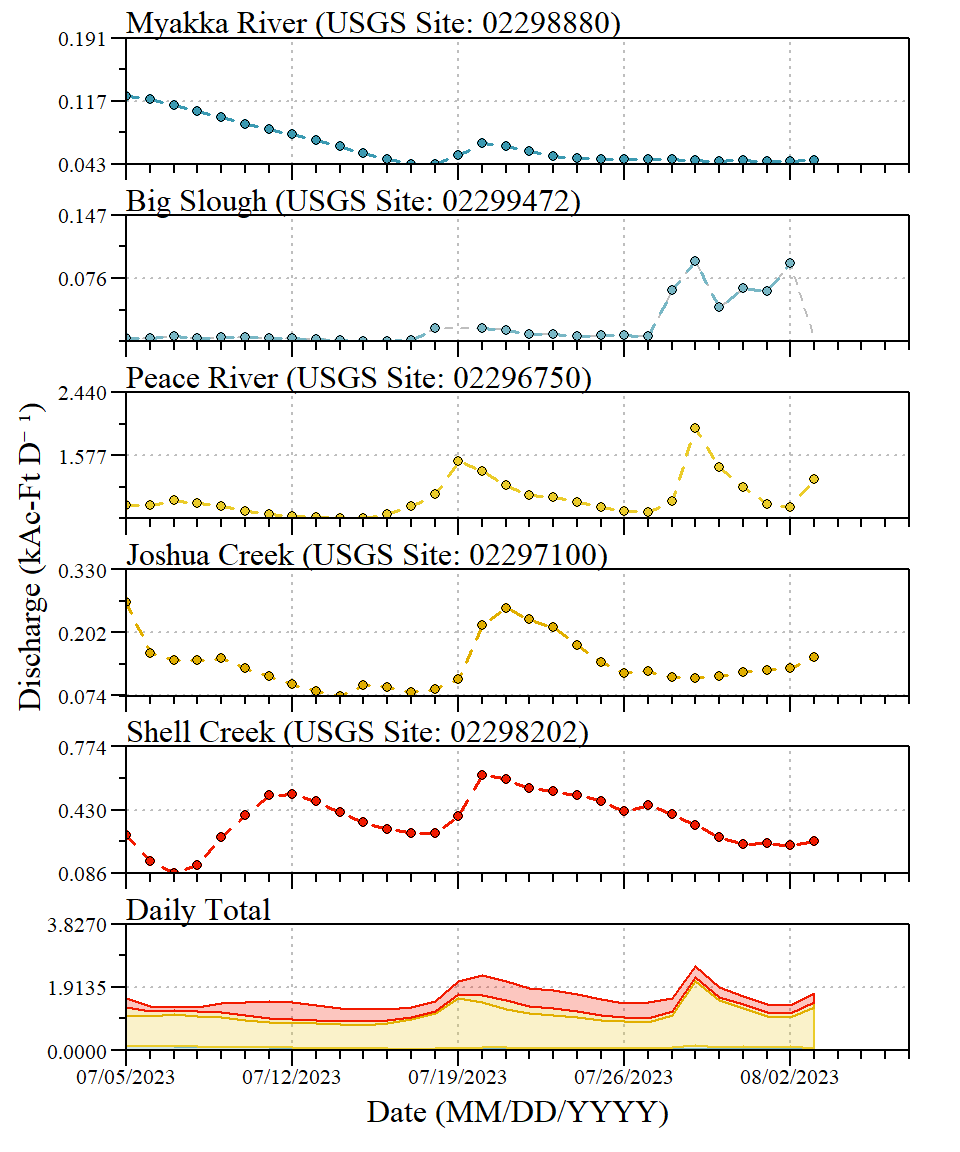 Myakka River (USGS Site: 02298880)
0.191
0.117
0.043
Big Slough (USGS Site: 02299472)
0.147
0.076
Peace River (USGS Site: 02296750)
2.440
1.577
Joshua Creek (USGS Site: 02297100)
0.330
0.202
0.074
Shell Creek (USGS Site: 02298202)
0.774
0.430
0.086
Daily Total
3.8270
1.9135
0.0000
Discharge (kAc-Ft D⁻¹)
07/05/2023 07/12/2023 07/19/2023 07/26/2023 08/02/2023
Date (MM/DD/YYYY)